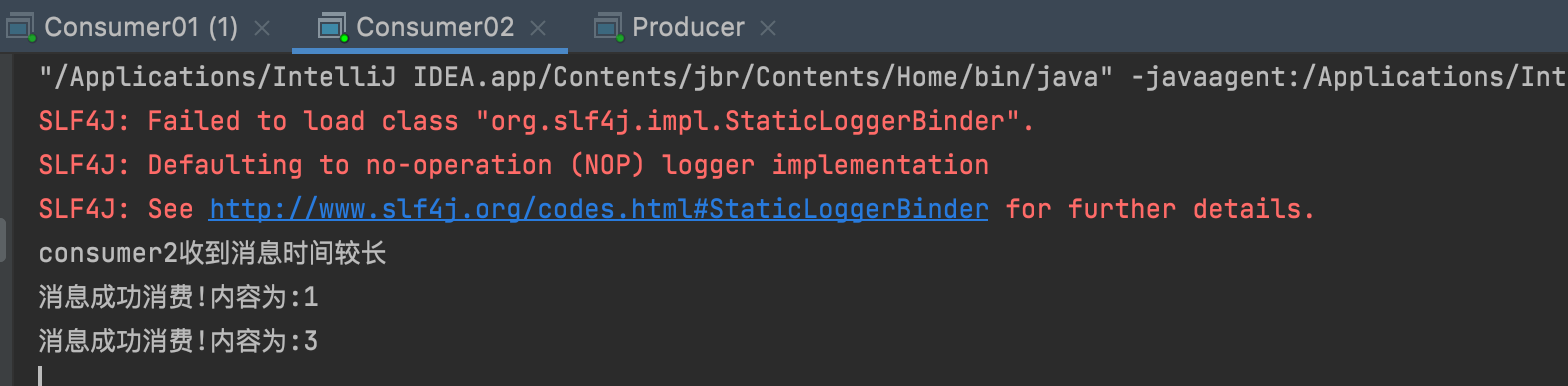 Consumer01 (1) Consumer02 Producer
"/Applications/IntelliJ IDEA.app/Contents/jbr/Contents/Home/bin/java" -javaagent:/Applications/Int
SLF4J: Failed to load class "org.slf4j.impl.StaticLoggerBinder".
SLF4J: Defaulting to no-operation (NOP) logger implementation
SLF4J: See http://www.slf4j.org/codes.html#StaticLoggerBinder for further details.
consumer2收到消息时间较长
消息成功消费!内容为:1
消息成功消费!内容为:3